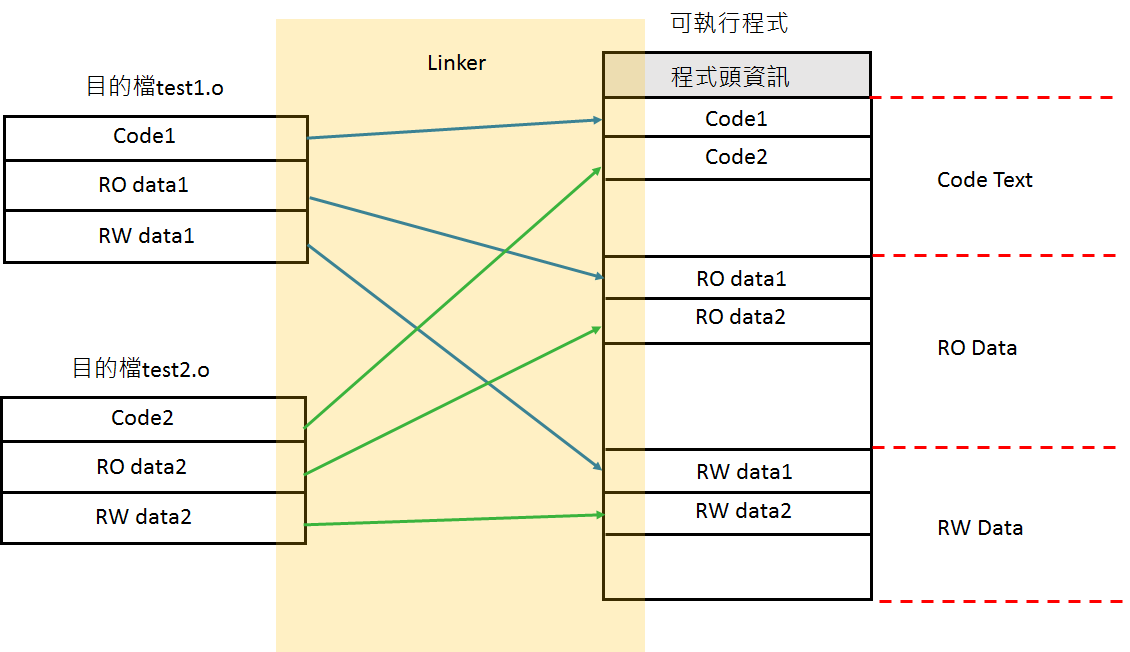 可執行程式
Linker
程式頭資訊
目的檔test1.o
Code1
RO data1
RW data1
目的檔test2.o
Code2
RO data2
RW data2
Code1
Code2
Code Text
RO data1
RO data2
RO Data
RW data1
RW data2
RW Data